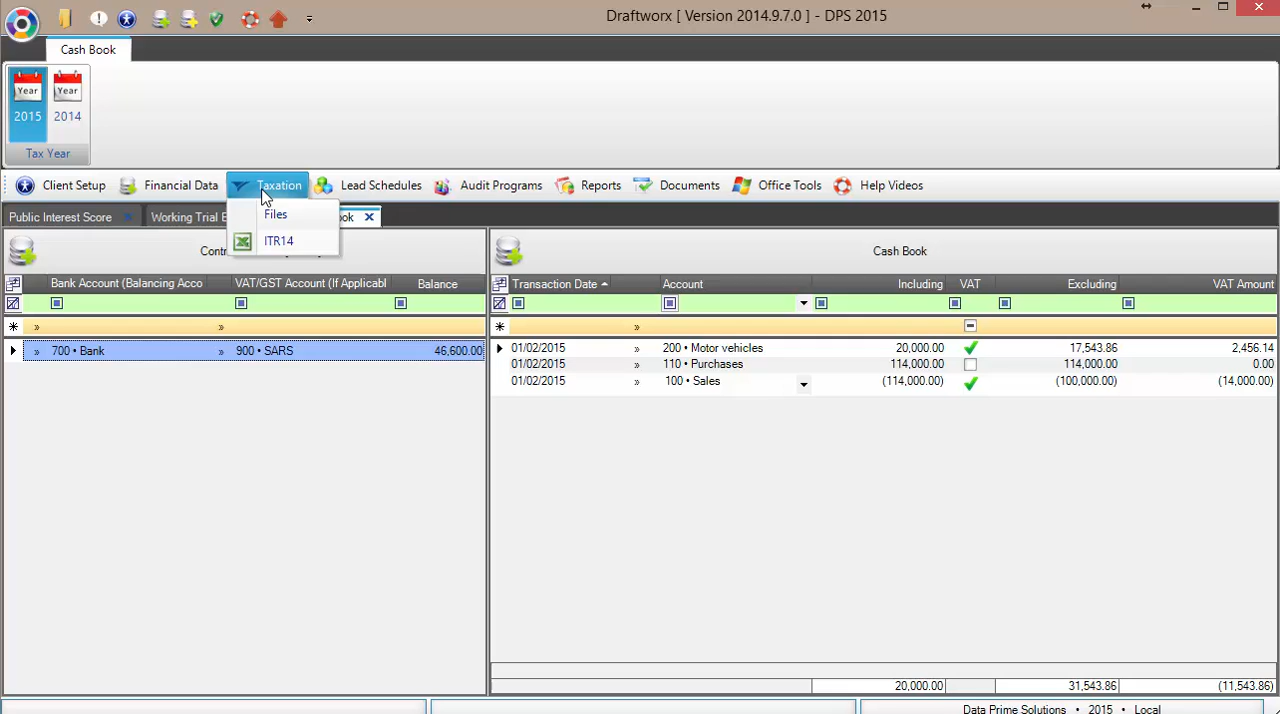 Draftworx [ Version 2014.9.7.0 ] - DPS 2015
Cash Book
Year Year
2015 2014
Tax Year
Client Setup Financial Data Taxation Lead Schedules Audit Programs Reports Documents Office Tools Help Videos
Public Interest Score Working Trial ook
Files
ITR14
Cash Book
Bank Account (Balancing Acco VAT/GST Account (If Applicabl Balance
Transaction Date Account Including VAT Excluding VAT Amount
» »
»
» 700 • Bank » 900 • SARS 46,600.00
01/02/2015 » 200 • Motor vehicles 20,000.00 17,543.86 2,456.14
01/02/2015 » 110 • Purchases 114,000.00 114,000.00 0.00
01/02/2015 » 100 • Sales (114,000.00) (100,000.00) (14,000.00)
20,000.00 31,543.86 (11,543.86)
Data Prime Solutions • 2015 • Local